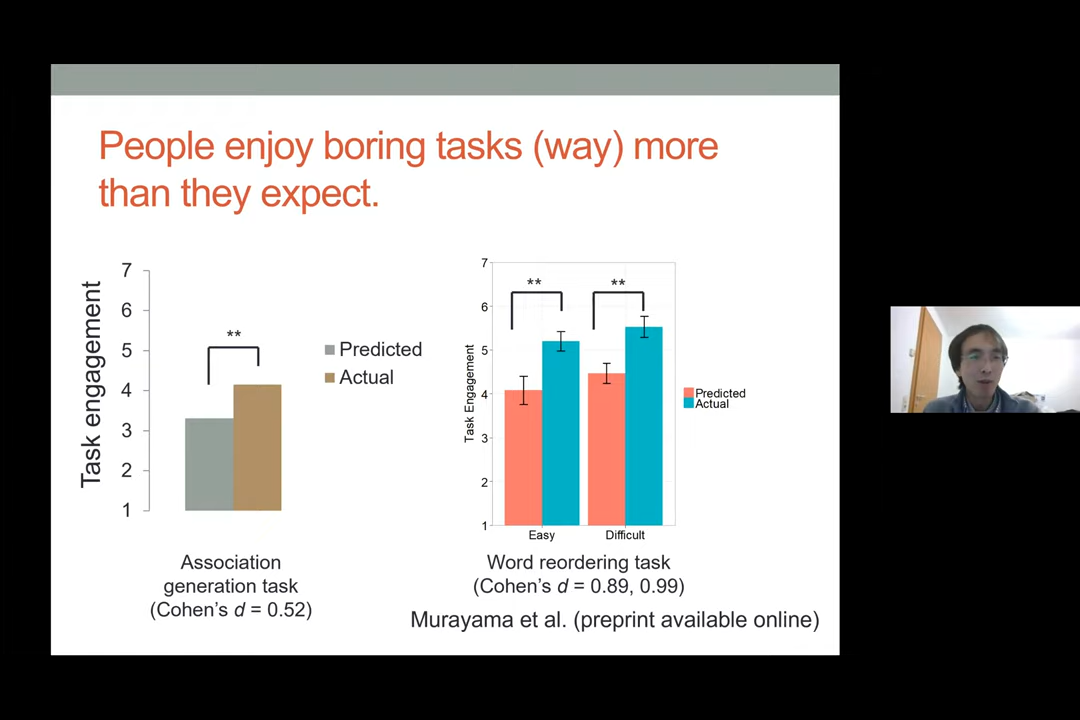 People enjoy boring tasks (way) more
than they expect.
Task engagement
7
6
5
4
3
2
1
**
Predicted
Actual
Association
generation task
(Cohen's d = 0.52)
Task Engagement
7
6
5
4
3
2
1
**
**
Easy
Difficult
Predicted
Actual
Word reordering task
(Cohen's d = 0.89, 0.99)
Murayama et al. (preprint available online)